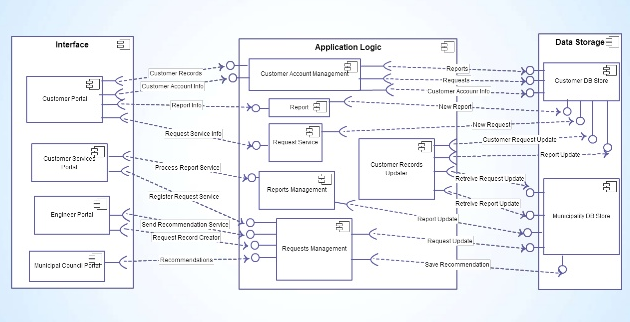 Interface
Application Logic
Data Storage
Customer Portal
Customer Services
Portal
Engineer Portal
Municipal Council Portal
Customer Records
Customer Account Info
Report Info
Request Service Info
Process Report Service
Register Request Service
Send Recommendation Service
Request Record Creator
Recommendations
Customer Account Management
Report
Request Service
Customer Records
Updater
Reports Management
Requests Management
Reports
Requests
Customer Account Info
New Report
New Request
Customer Request Update
Report Update
Retreive Request Update
Retreive Report Update
Report Update
Request Update
Save Recommendation
Customer DB Store
Municipality DB Store